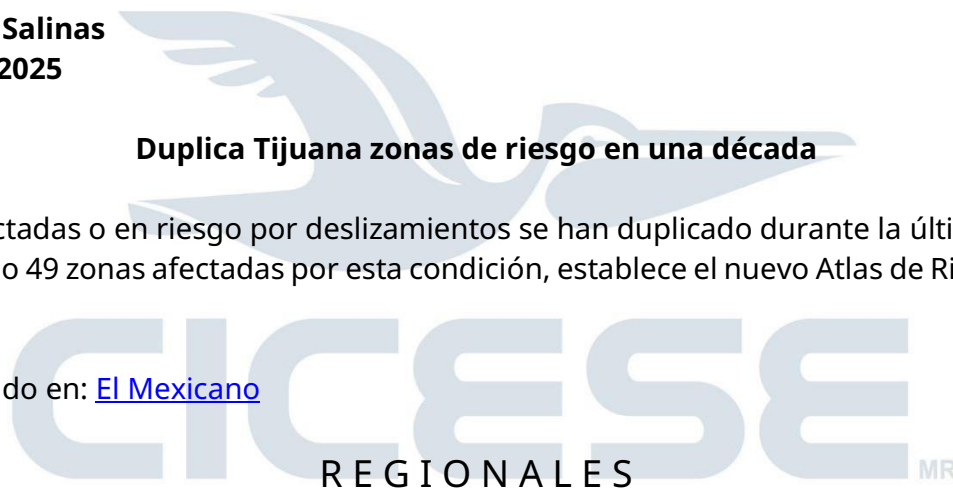 Salinas
2025
Duplica Tijuana zonas de riesgo en una década
ctadas o en riesgo por deslizamientos se han duplicado durante la últi
o 49 zonas afectadas por esta condición, establece el nuevo Atlas de Ri
do en: El Mexicano
CICESE
MR
R E G I O N A L E S